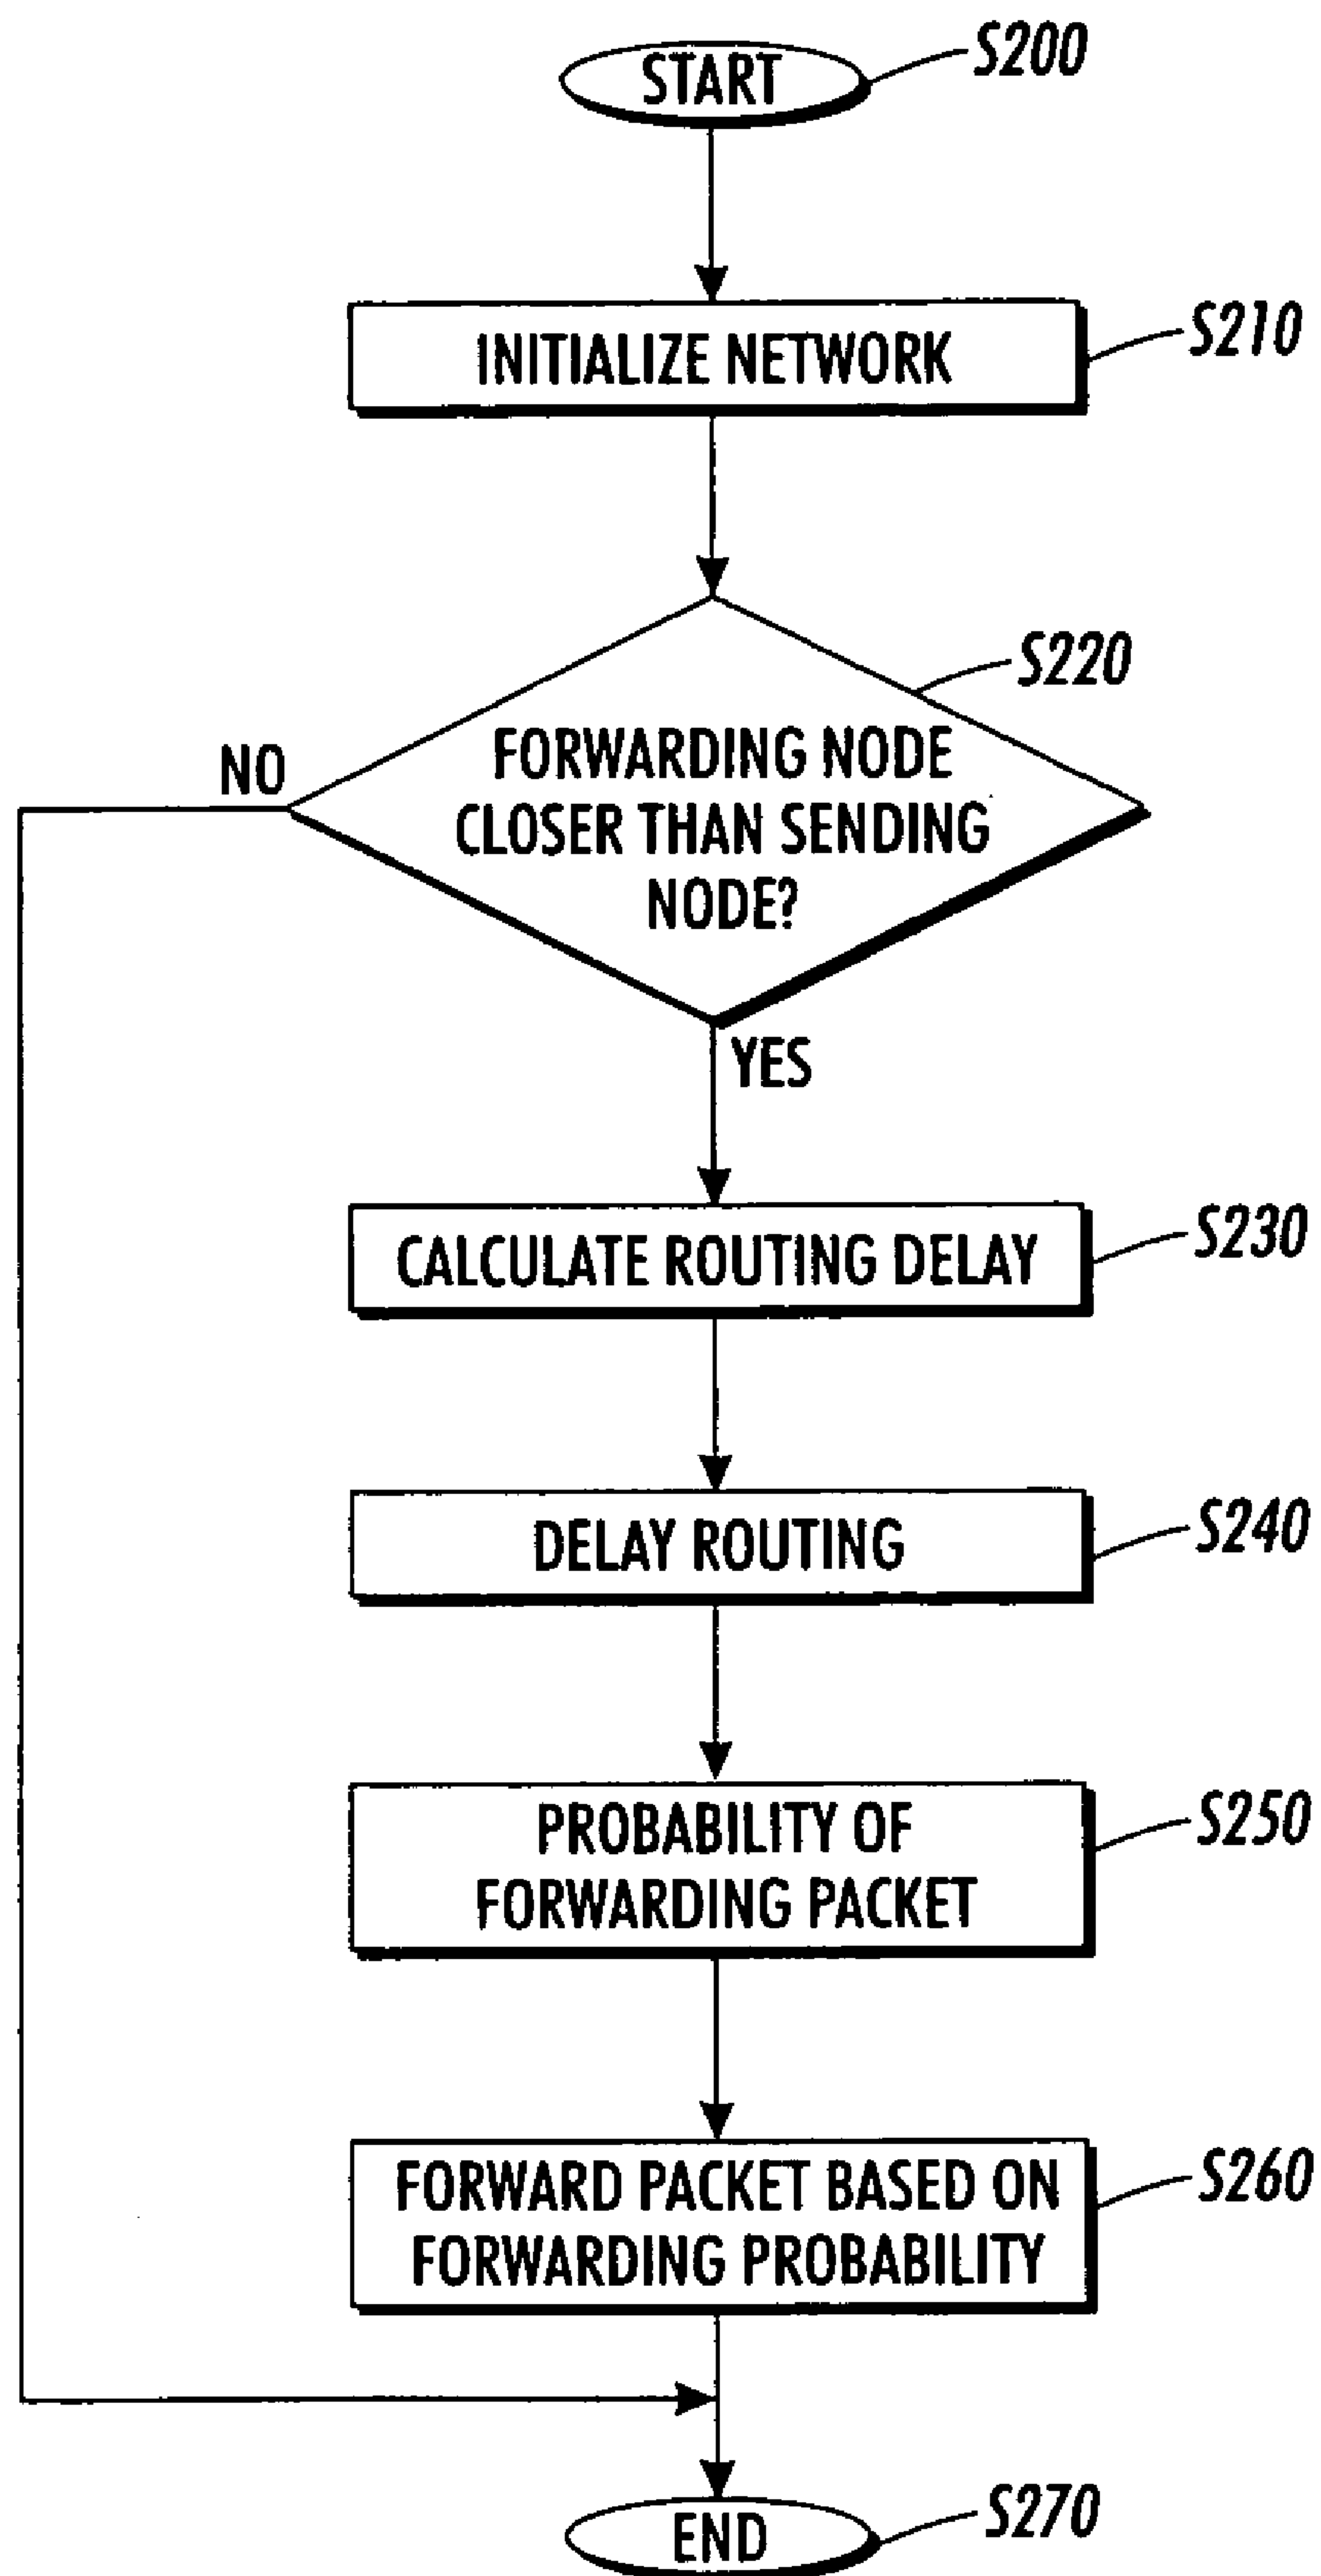 START
S200
INITIALIZE NETWORK
S210
S220
NO
FORWARDING NODE
CLOSER THAN SENDING
NODE?
YES
CALCULATE ROUTING DELAY
S230
DELAY ROUTING
S240
PROBABILITY OF
FORWARDING PACKET
S250
FORWARD PACKET BASED ON
FORWARDING PROBABILITY
S260
END
S270